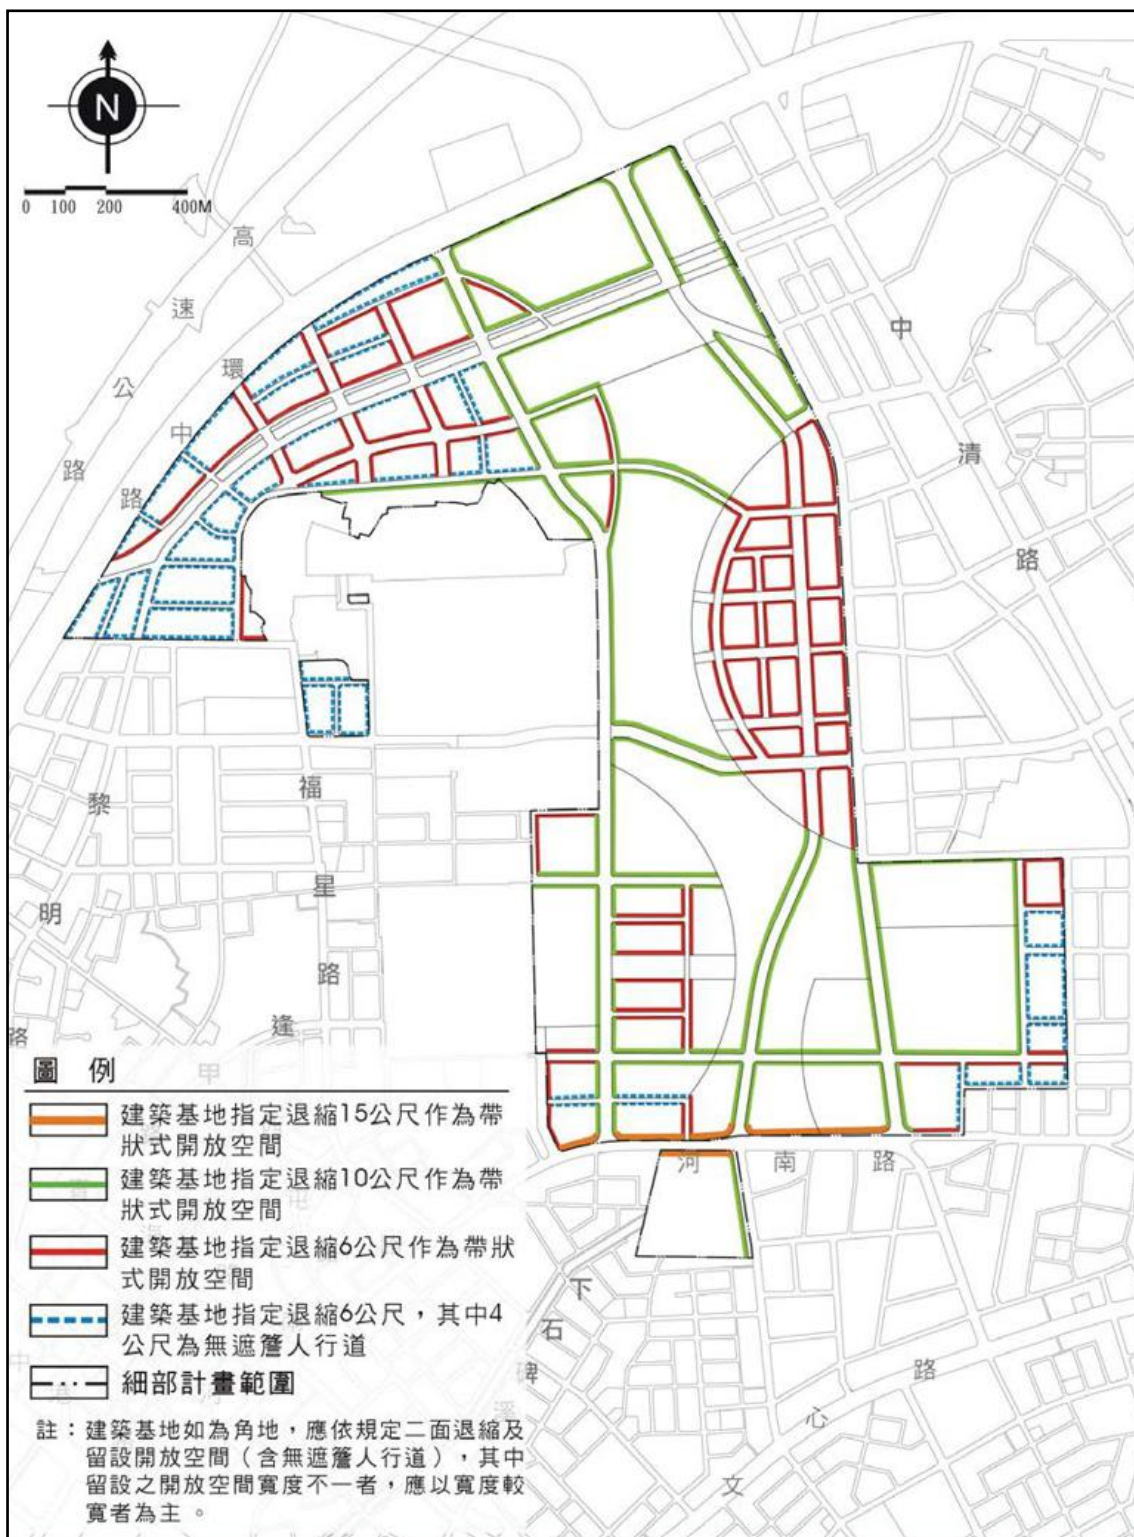 N
0 100 200 400M
高
速
公
路
環
中
路
中
清
路
黎
明
路
福
星
路
逢
甲
河 南 路
下
石
碑
溪
文
心
路
圖 例
建築基地指定退縮15公尺作為帶
狀式開放空間
建築基地指定退縮10公尺作為帶
狀式開放空間
建築基地指定退縮6公尺作為帶狀
式開放空間
建築基地指定退縮6公尺，其中4
公尺為無遮簷人行道
細部計畫範圍
註：建築基地如為角地，應依規定二面退縮及
留設開放空間（含無遮簷人行道），其中
留設之開放空間寬度不一者，應以寬度較
寬者為主。
中
港